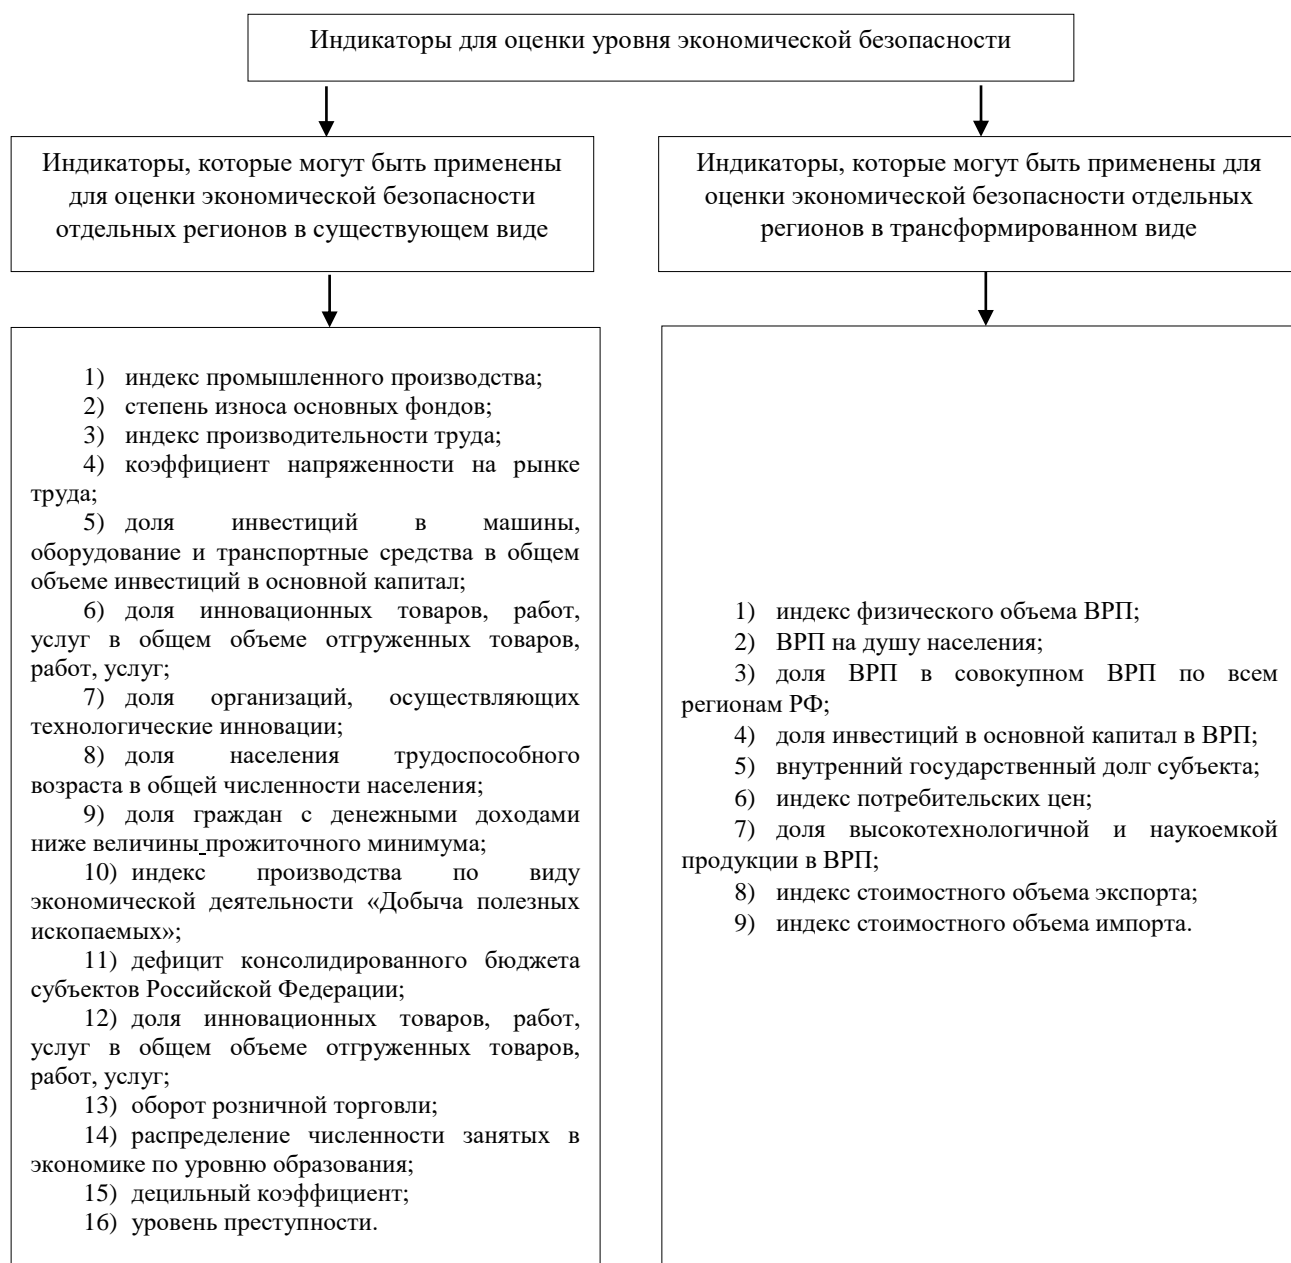 Индикаторы для оценки уровня экономической безопасности
Индикаторы, которые могут быть применены
для оценки экономической безопасности
отдельных регионов в существующем виде
Индикаторы, которые могут быть применены для
оценки экономической безопасности отдельных
регионов в трансформированном виде
1) индекс промышленного производства;
2) степень износа основных фондов;
3) индекс производительности труда;
4) коэффициент напряженности на рынке
труда;
5) доля инвестиций в машины,
оборудование и транспортные средства в общем
объеме инвестиций в основной капитал;
6) доля инновационных товаров, работ,
услуг в общем объеме отгруженных товаров,
работ, услуг;
7) доля организаций, осуществляющих
технологические инновации;
8) доля населения трудоспособного
возраста в общей численности населения;
9) доля граждан с денежными доходами
ниже величины прожиточного минимума;
10) индекс производства по виду
экономической деятельности «Добыча полезных
ископаемых»;
11) дефицит консолидированного бюджета
субъектов Российской Федерации;
12) доля инновационных товаров, работ,
услуг в общем объеме отгруженных товаров,
работ, услуг;
13) оборот розничной торговли;
14) распределение численности занятых в
экономике по уровню образования;
15) децильный коэффициент;
16) уровень преступности.
1) индекс физического объема ВРП;
2) ВРП на душу населения;
3) доля ВРП в совокупном ВРП по всем
регионам РФ;
4) доля инвестиций в основной капитал в ВРП;
5) внутренний государственный долг субъекта;
6) индекс потребительских цен;
7) доля высокотехнологичной и наукоемкой
продукции в ВРП;
8) индекс стоимостного объема экспорта;
9) индекс стоимостного объема импорта.